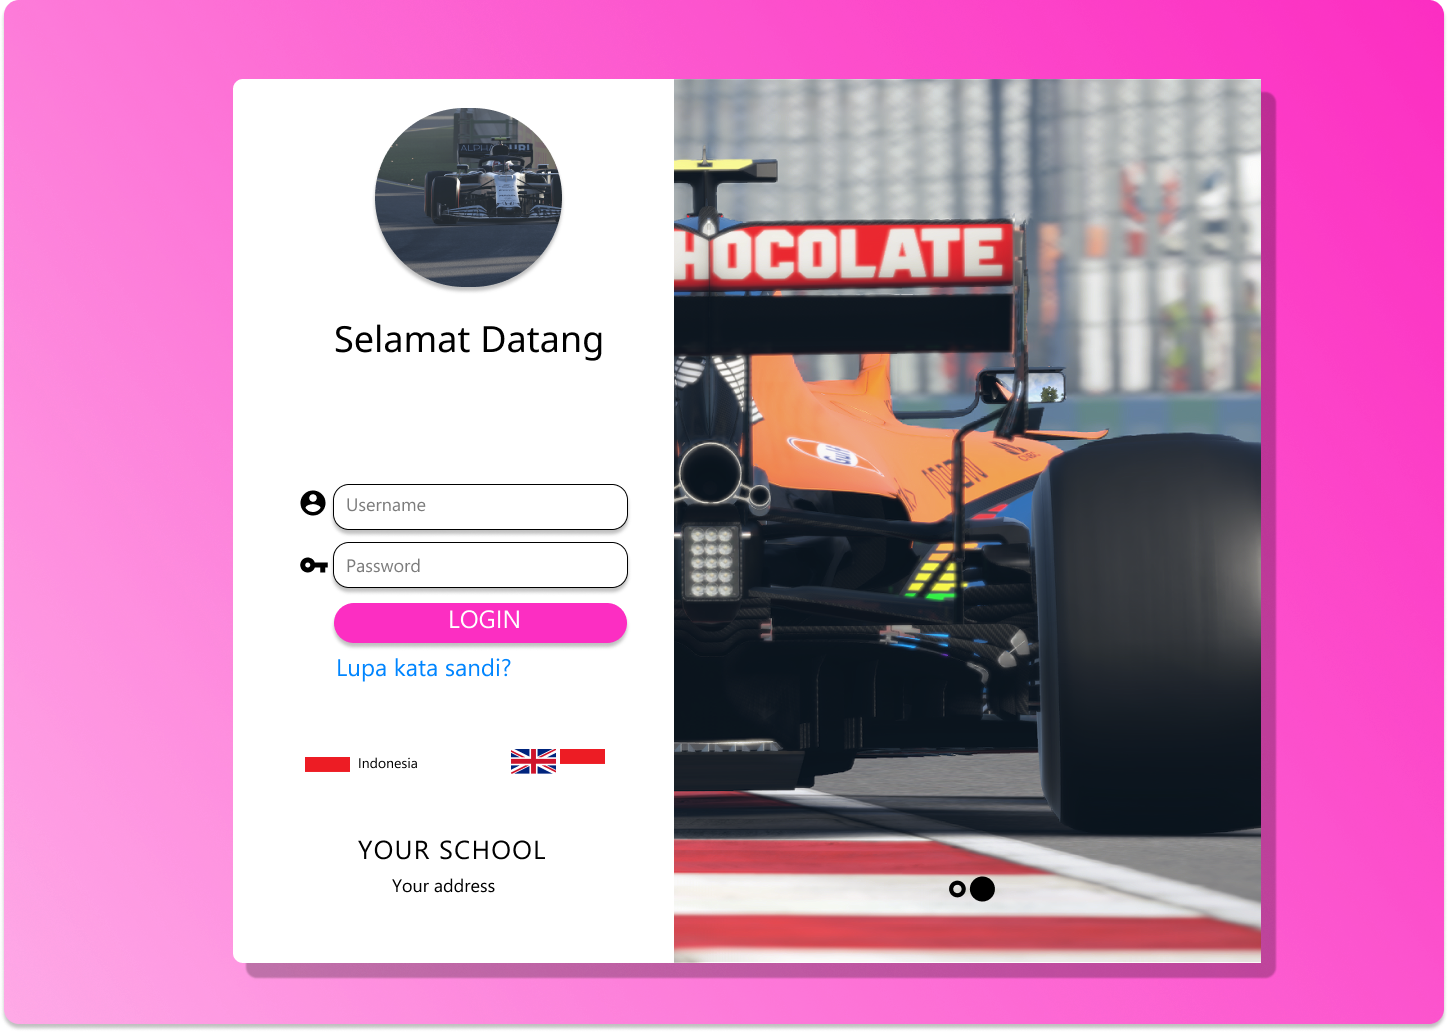 Selamat Datang
Username
Password
LOGIN
Lupa kata sandi?
Indonesia
YOUR SCHOOL
Your address
HOCOLATE